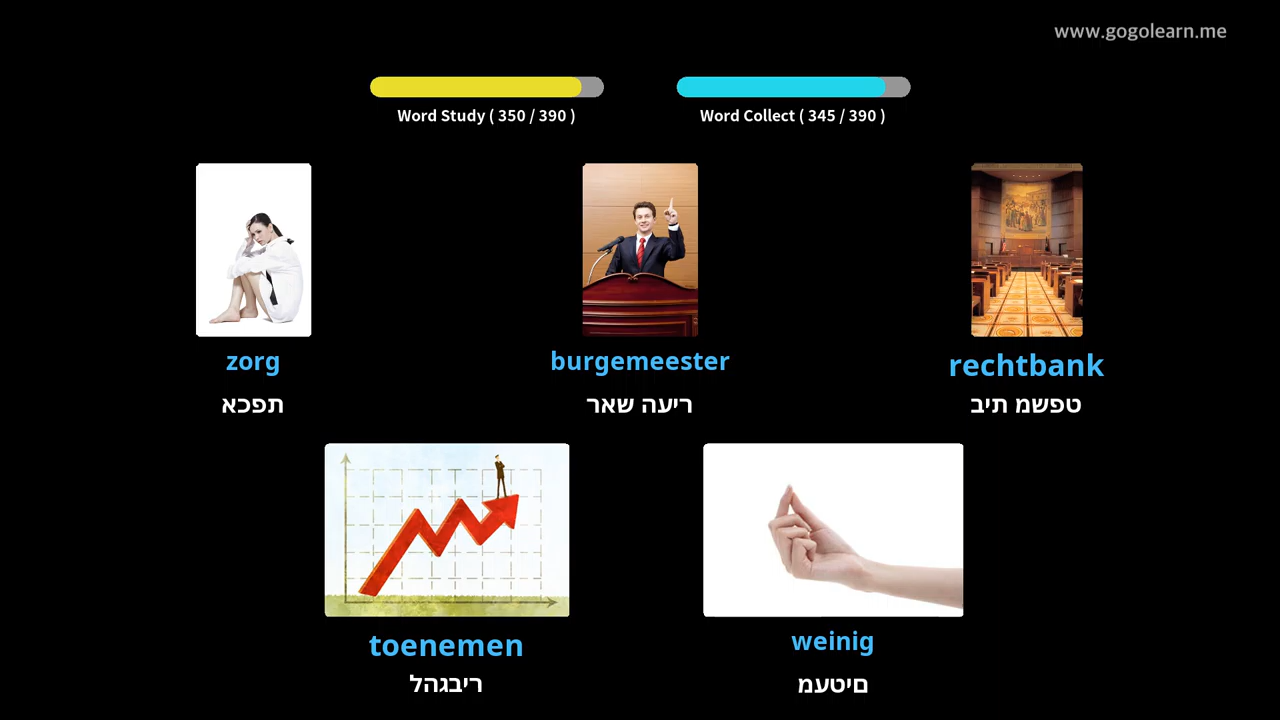 www.gogolearn.me
Word Study ( 350 / 390 )
Word Collect ( 345 / 390 )
zorg
תפכא
burgemeester
ריעה שאר
rechtbank
טפשמ תיב
toenemen
ריבגהל
weinig
םיטעמ